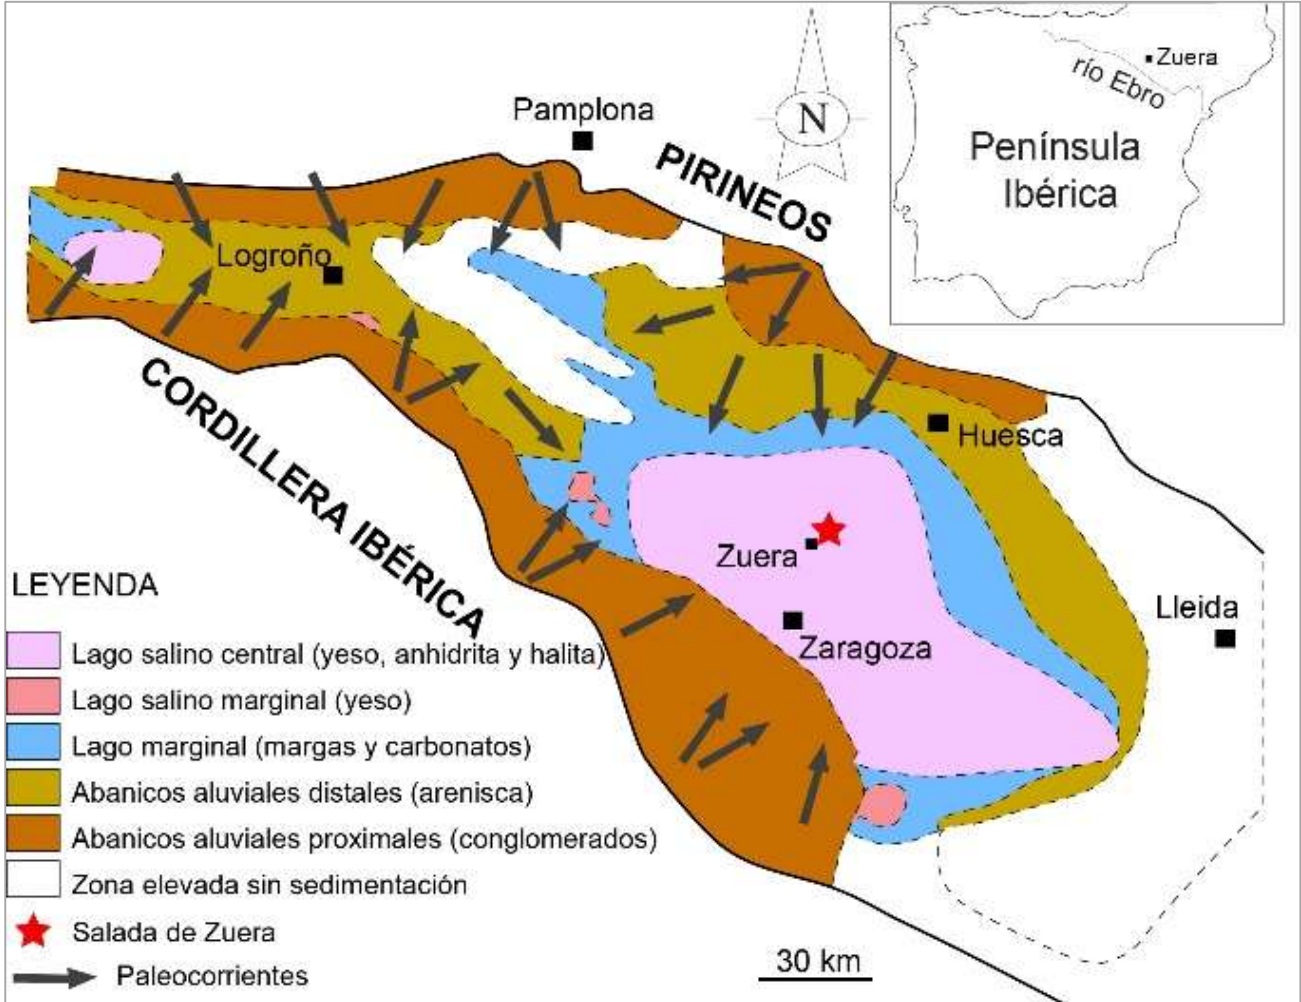 Pamplona
N
PIRINEOS
Zuera
río Ebro
Península
Ibérica
Logroño
CORDILLERA IBÉRICA
Huesca
Zuera
Zaragoza
Lleida
LEYENDA
Lago salino central (yeso, anhidrita y halita)
Lago salino marginal (yeso)
Lago marginal (margas y carbonatos)
Abanicos aluviales distales (arenisca)
Abanicos aluviales proximales (conglomerados)
Zona elevada sin sedimentación
Salada de Zuera
Paleocorrientes
30 km